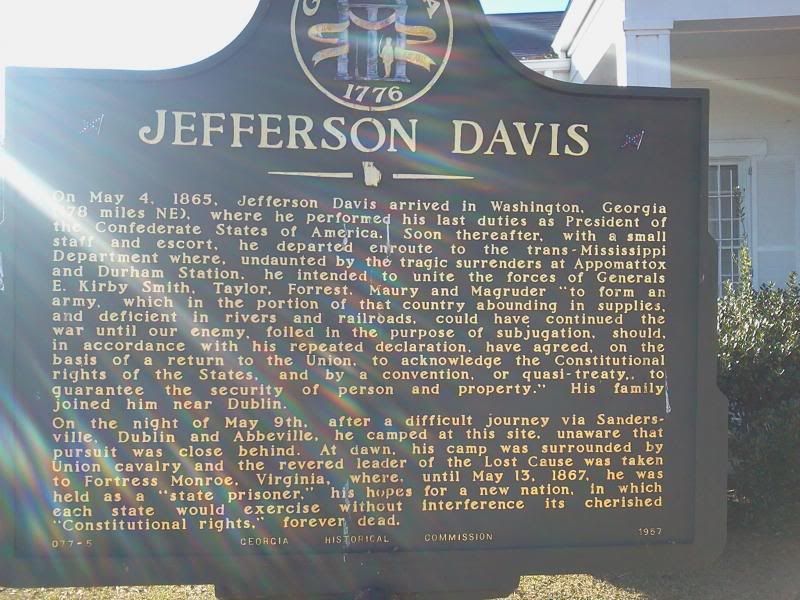 G A
1776
JEFFERSON DAVIS
On May 4, 1865, Jefferson Davis arrived in Washington, Georgia
(78 miles NE), where he performed his last duties as President of
the Confederate States of America. Soon thereafter, with a small
staff and escort, he departed enroute to the trans-Mississippi
Department where, undaunted by the tragic surrenders at Appomattox
and Durham Station, he intended to unite the forces of Generals
E. Kirby Smith, Taylor, Forrest, Maury and Magruder "to form an
army, which in the portion of that country abounding in supplies,
and deficient in rivers and railroads, could have continued the
war until our enemy, foiled in the purpose of subjugation, should,
in accordance with his repeated declaration, have agreed, on the
basis of a return to the Union, to acknowledge the Constitutional
rights of the States, and by a convention, or quasi-treaty, to
guarantee the security of person and property." His family
joined him near Dublin.
On the night of May 9th, after a difficult journey via Sanders-
ville, Dublin and Abbeville, he camped at this site, unaware that
pursuit was close behind. At dawn, his camp was surrounded by
Union cavalry and the revered leader of the Lost Cause was taken
to Fortress Monroe, Virginia, where, until May 13, 1867, he was
held as a "state prisoner," his hopes for a new nation, in which
each state would exercise without interference its cherished
"Constitutional rights," forever dead.
077-5 GEORGIA HISTORICAL COMMISSION 1957